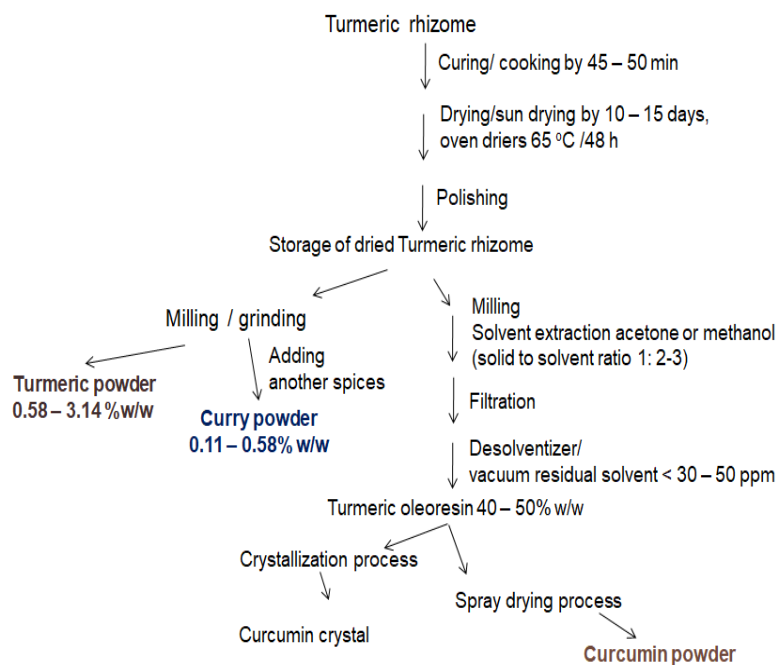 Turmeric rhizome
Curing/ cooking by 45 – 50 min
Drying/sun drying by 10 – 15 days,
oven driers 65 ºC /48 h
Polishing
Storage of dried Turmeric rhizome
Milling / grinding
Adding
another spices
Turmeric powder
0.58 – 3.14 %w/w
Curry powder
0.11 – 0.58% w/w
Milling
Solvent extraction acetone or methanol
(solid to solvent ratio 1: 2-3)
Filtration
Desolventizer/
vacuum residual solvent < 30 – 50 ppm
Turmeric oleoresin 40 – 50% w/w
Crystallization process
Curcumin crystal
Spray drying process
Curcumin powder